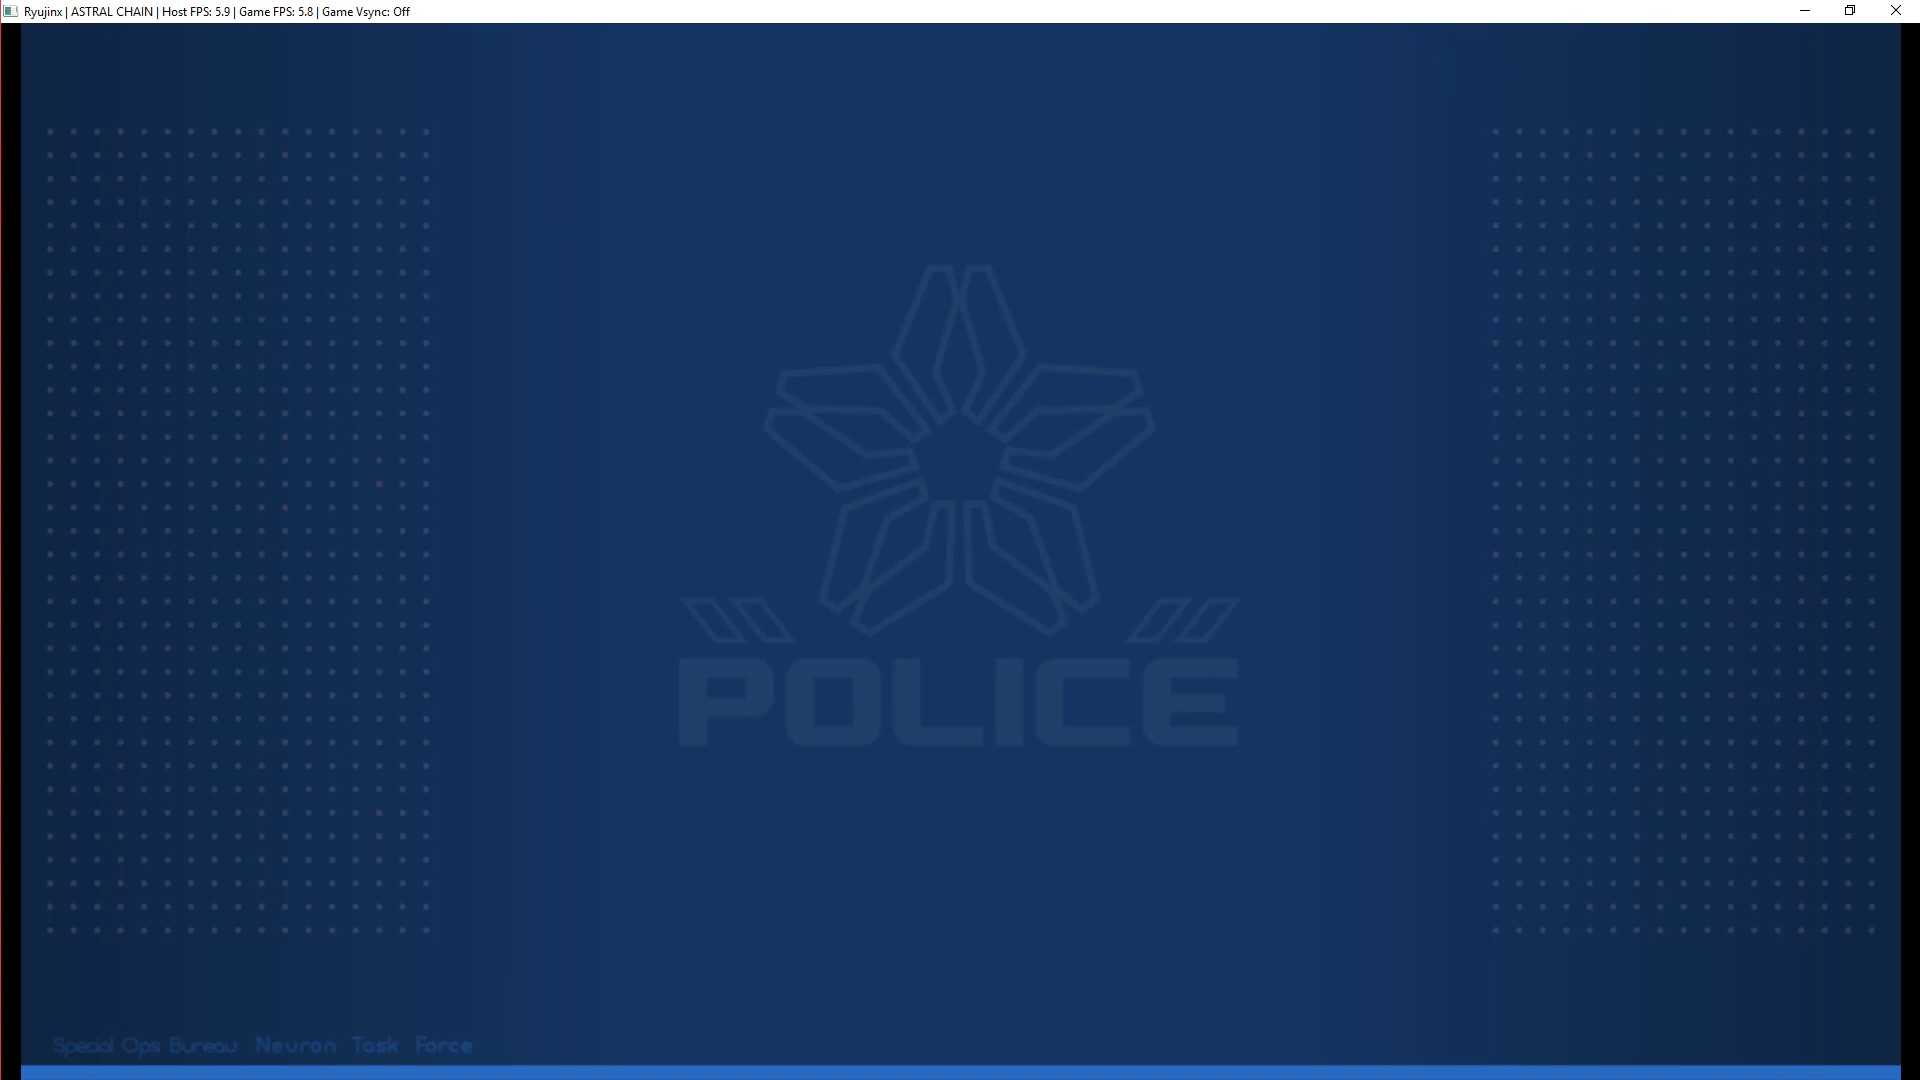 Ryujinx | ASTRAL CHAIN | Host FPS: 5.9 | Game FPS: 5.8 | Game Vsync: Off
POLICE
Special Ops Bureau Neuron Task Force